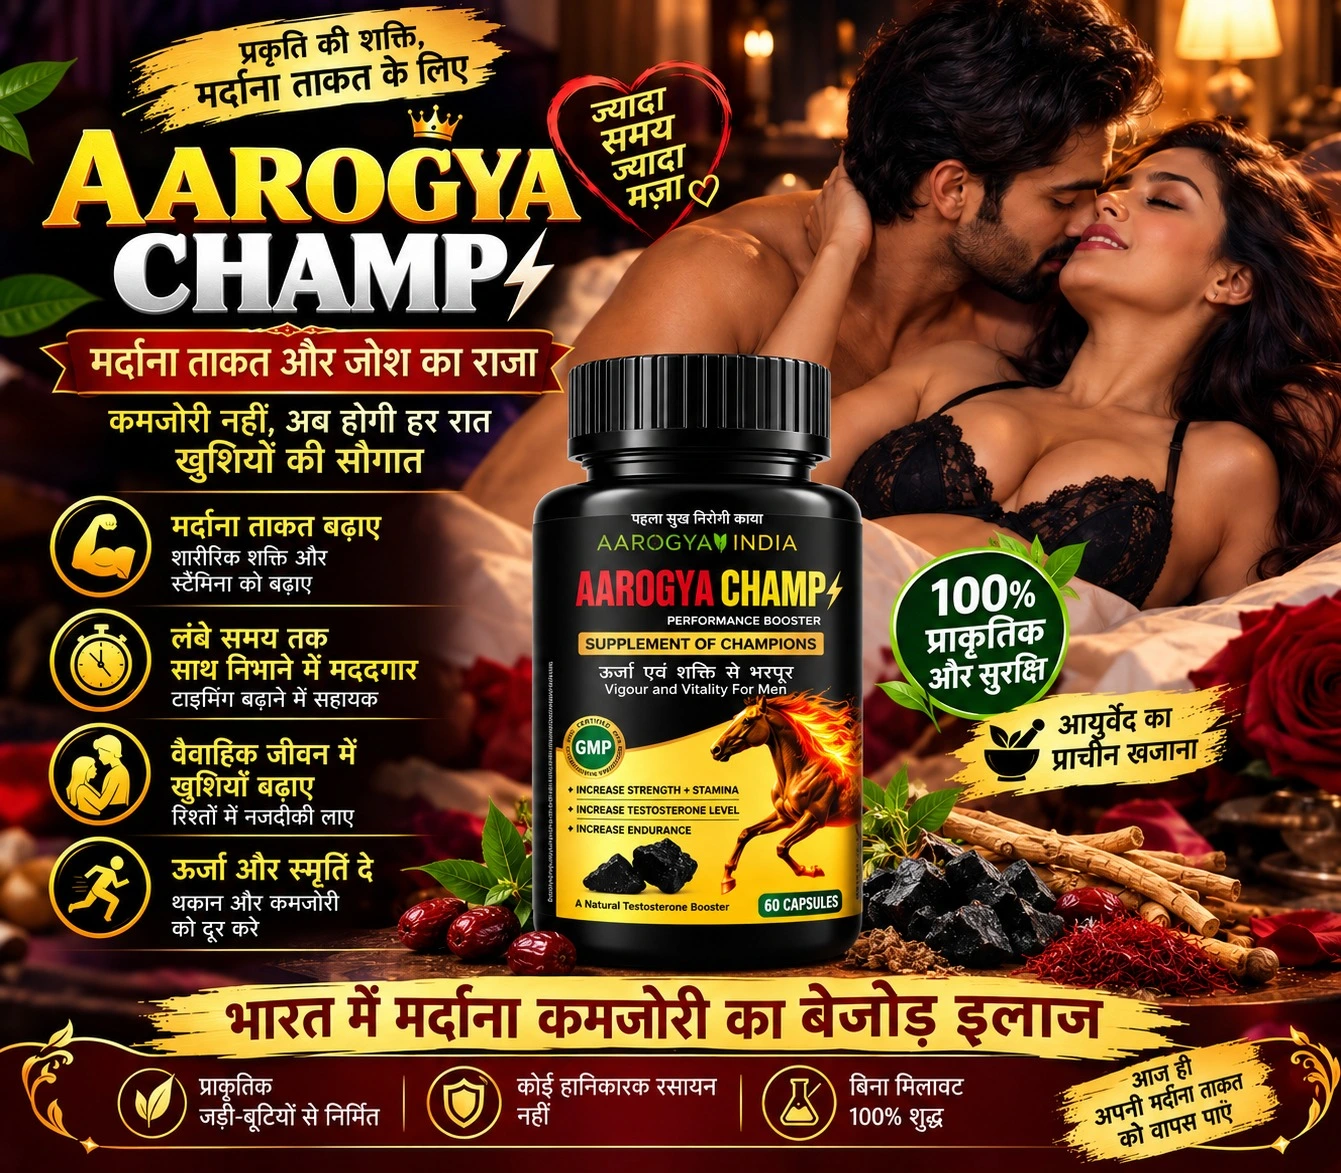 प्रकृति की शक्ति,
मर्दाना ताकत के लिए
AAROGYA
CHAMP
ज्यादा
समय
ज्यादा
मज़ा
मर्दाना ताकत और जोश का राजा
कमजोरी नहीं, अब होगी हर रात
खुशियों की सौगात
मर्दाना ताकत बढ़ाए
शारीरिक शक्ति और
स्टैमिना को बढ़ाए
लंबे समय तक
साथ निभाने में मददगार
टाइमिंग बढ़ाने में सहायक
वैवाहिक जीवन में
खुशियाँ बढ़ाए
रिश्तों में नजदीकी लाए
ऊर्जा और स्मृतिं दे
थकान और कमजोरी
को दूर करे
पहला सुख निरोगी काया
AAROGYA INDIA
AAROGYA CHAMP
PERFORMANCE BOOSTER
SUPPLEMENT OF CHAMPIONS
ऊर्जा एवं शक्ति से भरपूर
Vigour and Vitality For Men
CERTIFIED
GMP
+ INCREASE STRENGTH + STAMINA
+ INCREASE TESTOSTERONE LEVEL
+ INCREASE ENDURANCE
A Natural Testosterone Booster
60 CAPSULES
100%
प्राकृतिक
और सुरक्षि
आयुर्वेद का
प्राचीन खजाना
भारत में मर्दाना कमजोरी का बेजोड़ इलाज
प्राकृतिक
जड़ी-बूटियों से निर्मित
कोई हानिकारक रसायन
नहीं
बिना मिलावट
100% शुद्ध
आज ही
अपनी मर्दाना ताकत
को वापस पाएं